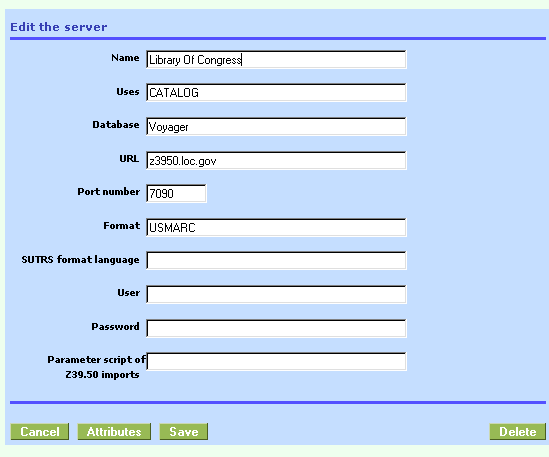 Edit the server
Name Library Of Congress
Uses CATALOG
Database Voyager
URL z3950.loc.gov
Port number 7090
Format USMARC
SUTRS format language
User
Password
Parameter script of
Z39.50 imports
Cancel Attributes Save Delete